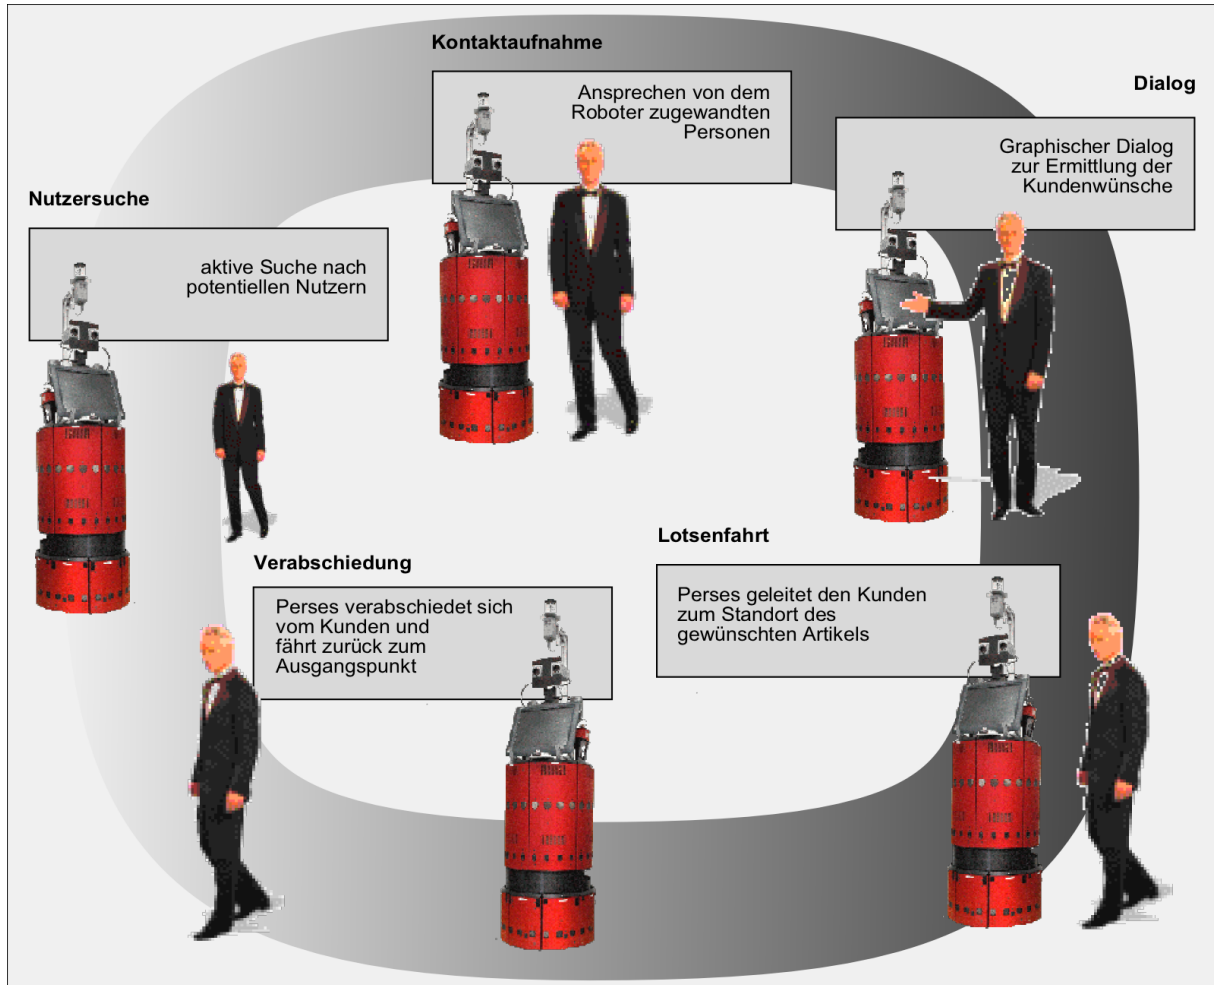 Kontaktaufnahme
Ansprechen von dem
Roboter zugewandten
Personen
Dialog
Graphischer Dialog
zur Ermittlung der
Kundenwünsche
Nutzersuche
aktive Suche nach
potentiellen Nutzern
Lotsenfahrt
Perses geleitet den Kunden
zum Standort des
gewünschten Artikels
Verabschiedung
Perses verabschiedet sich
vom Kunden und
fährt zurück zum
Ausgangspunkt